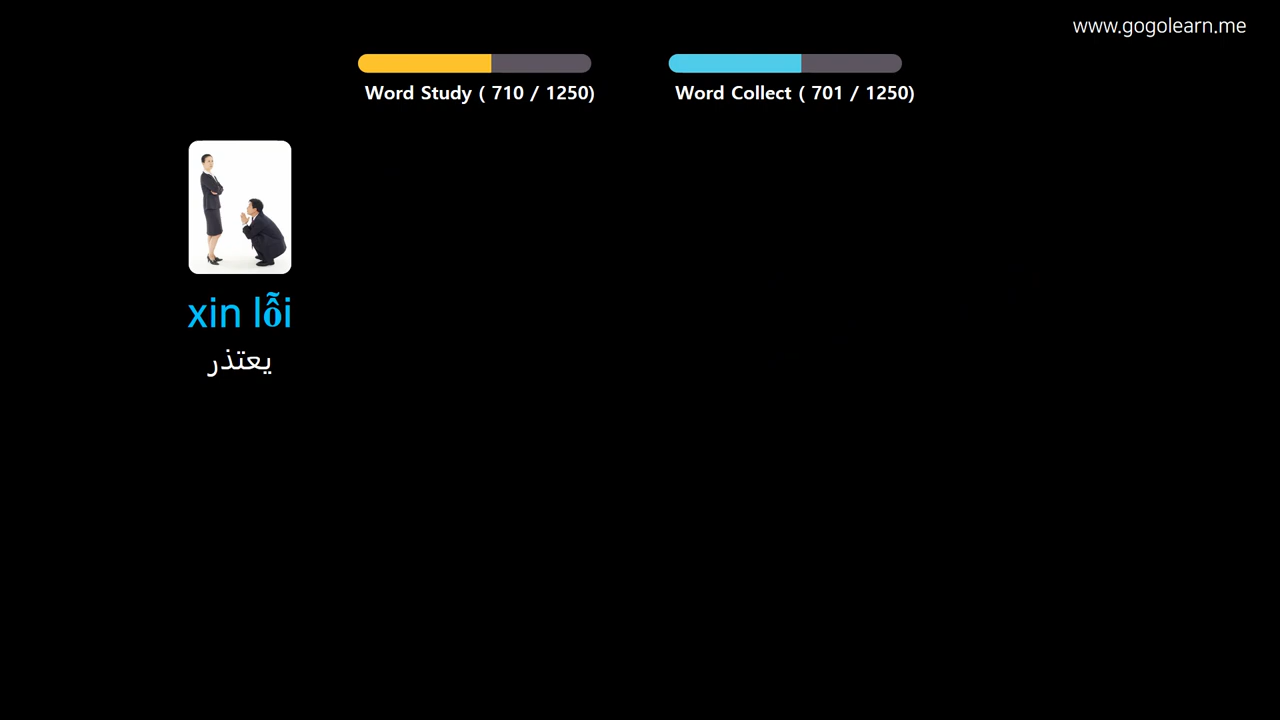 www.gogolearn.me
Word Study ( 710 / 1250)
Word Collect ( 701 / 1250)
xin lỗi
يعتذر